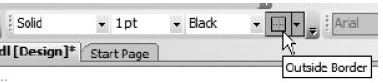 Solid 1pt Black Arial
dl [Design]* Start Page
Outside Border